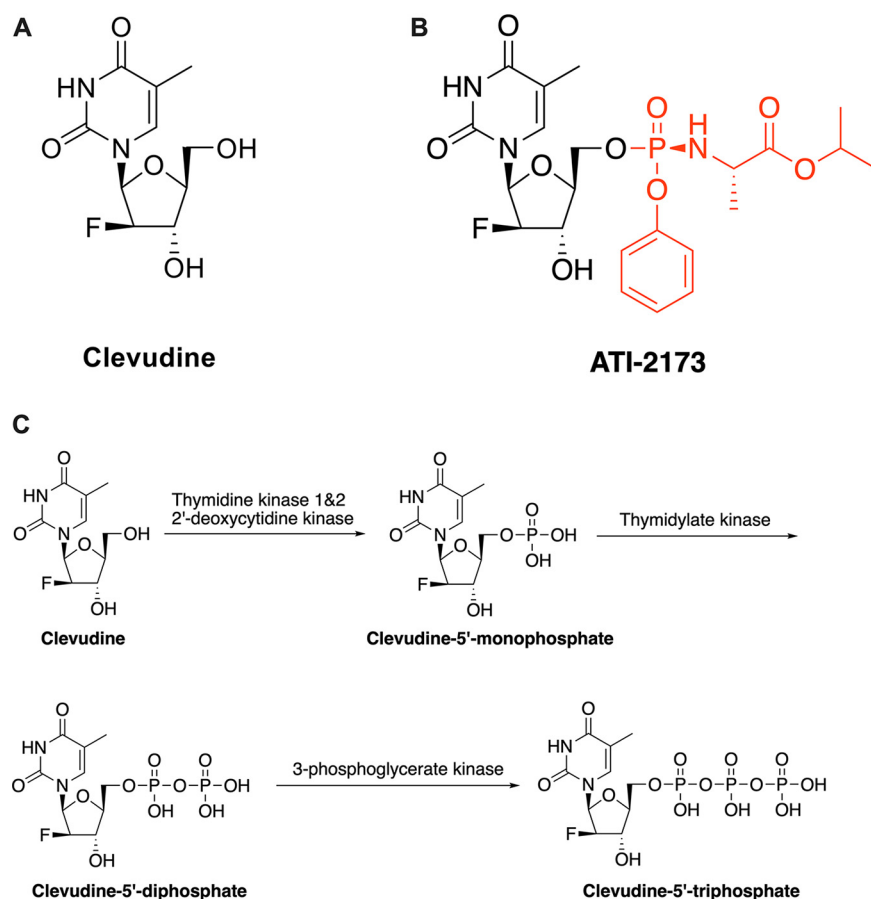 A
B
O
NH
O
N
O
OH
F
OH
Clevudine
O
NH
O
N
O
O
P
O
H
N
O
O
O
F
OH
ATI-2173
C
O
HN
O
N
O
OH
F
OH
Clevudine
Thymidine kinase 1&2
2'-deoxycytidine kinase
O
HN
O
N
O
O
P
O
OH
OH
F
OH
Clevudine-5'-monophosphate
Thymidylate kinase
O
HN
O
N
O
O
P
O
OH
O
P
O
OH
OH
F
OH
Clevudine-5'-diphosphate
3-phosphoglycerate kinase
O
HN
O
N
O
O
P
O
OH
O
P
O
OH
O
P
O
OH
OH
F
OH
Clevudine-5'-triphosphate